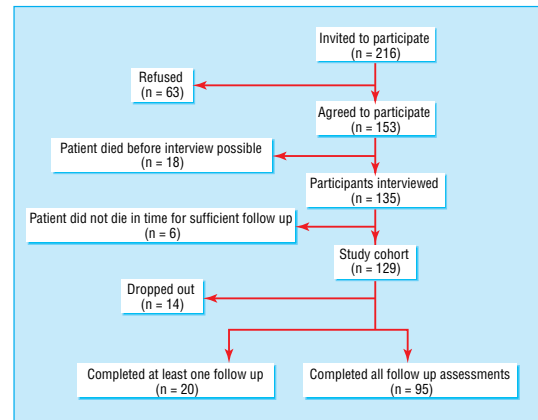 Invited to participate
(n = 216)
Refused
(n = 63)
Agreed to participate
(n = 153)
Patient died before interview possible
(n = 18)
Participants interviewed
(n = 135)
Patient did not die in time for sufficient follow up
(n = 6)
Study cohort
(n = 129)
Dropped out
(n = 14)
Completed at least one follow up
(n = 20)
Completed all follow up assessments
(n = 95)